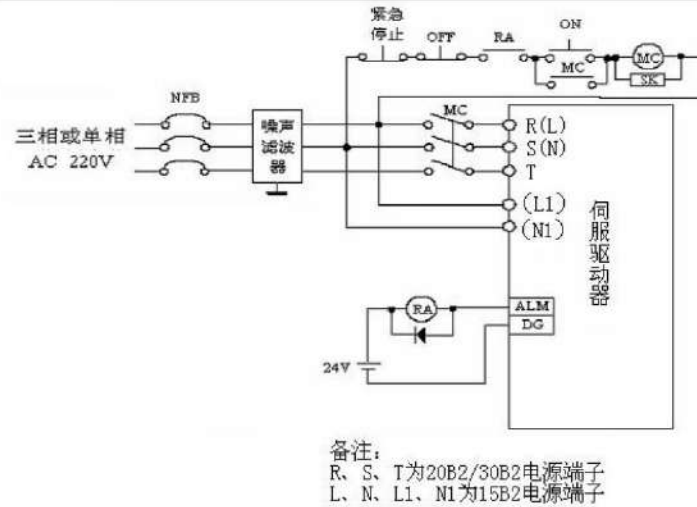 紧急
停止
OFF
RA
ON
MC
MC
SK
NFB
MC
三相或单相
AC 220V
噪声
滤波
器
R(L)
S(N)
T
(L1)
(N1)
伺服驱动器
RA
ALM
DG
24V
备注:
R、S、T为20B2/30B2电源端子
L、N、L1、N1为15B2电源端子